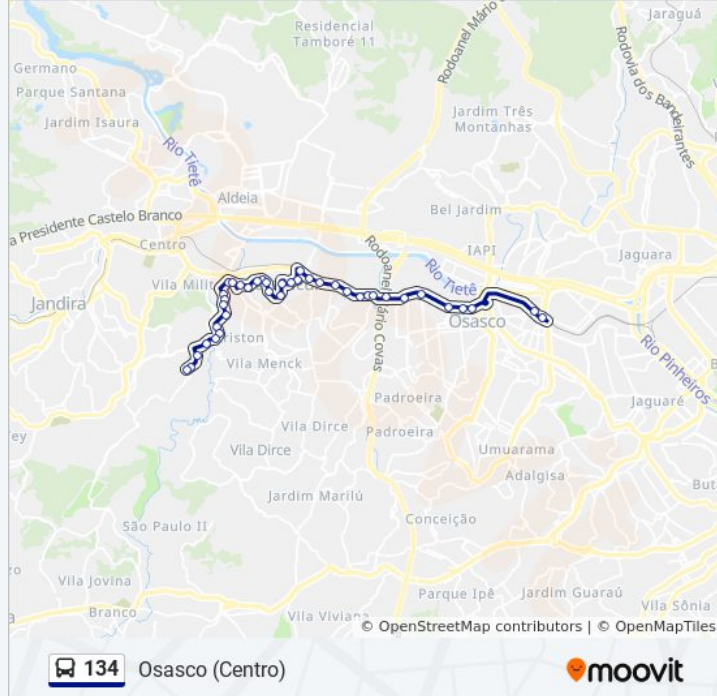 Jaraguá
Rodoanel Mário
Residencial
Tamboré 11
Rodovia dos Bandeirantes
Germano
Parque Santana
Jardim Isaura
Jardim Três
Montanhas
Rio Tietê
Aldeia
Bel Jardim
a Presidente Castelo Branco
Centro
IAPI
Jaguara
Rodoanel Mário Covas
Rio Tietê
Vila Mili
Jandira
Osasco
riston
Vila Menck
Rio Pinheiros
Jaguaré
Padroeira
Vila Dirce
Padroeira
ey
Vila Dirce
Umuarama
Adalgisa
But
Jardim Marilú
São Paulo II
Conceição
zo
Vila Jovina
Parque Ipê
Jardim Guaraú
Branco
Vila Viviane
Vila Sônia
© OpenStreetMap contributors | © OpenMapTiles
134 Osasco (Centro)
moovit